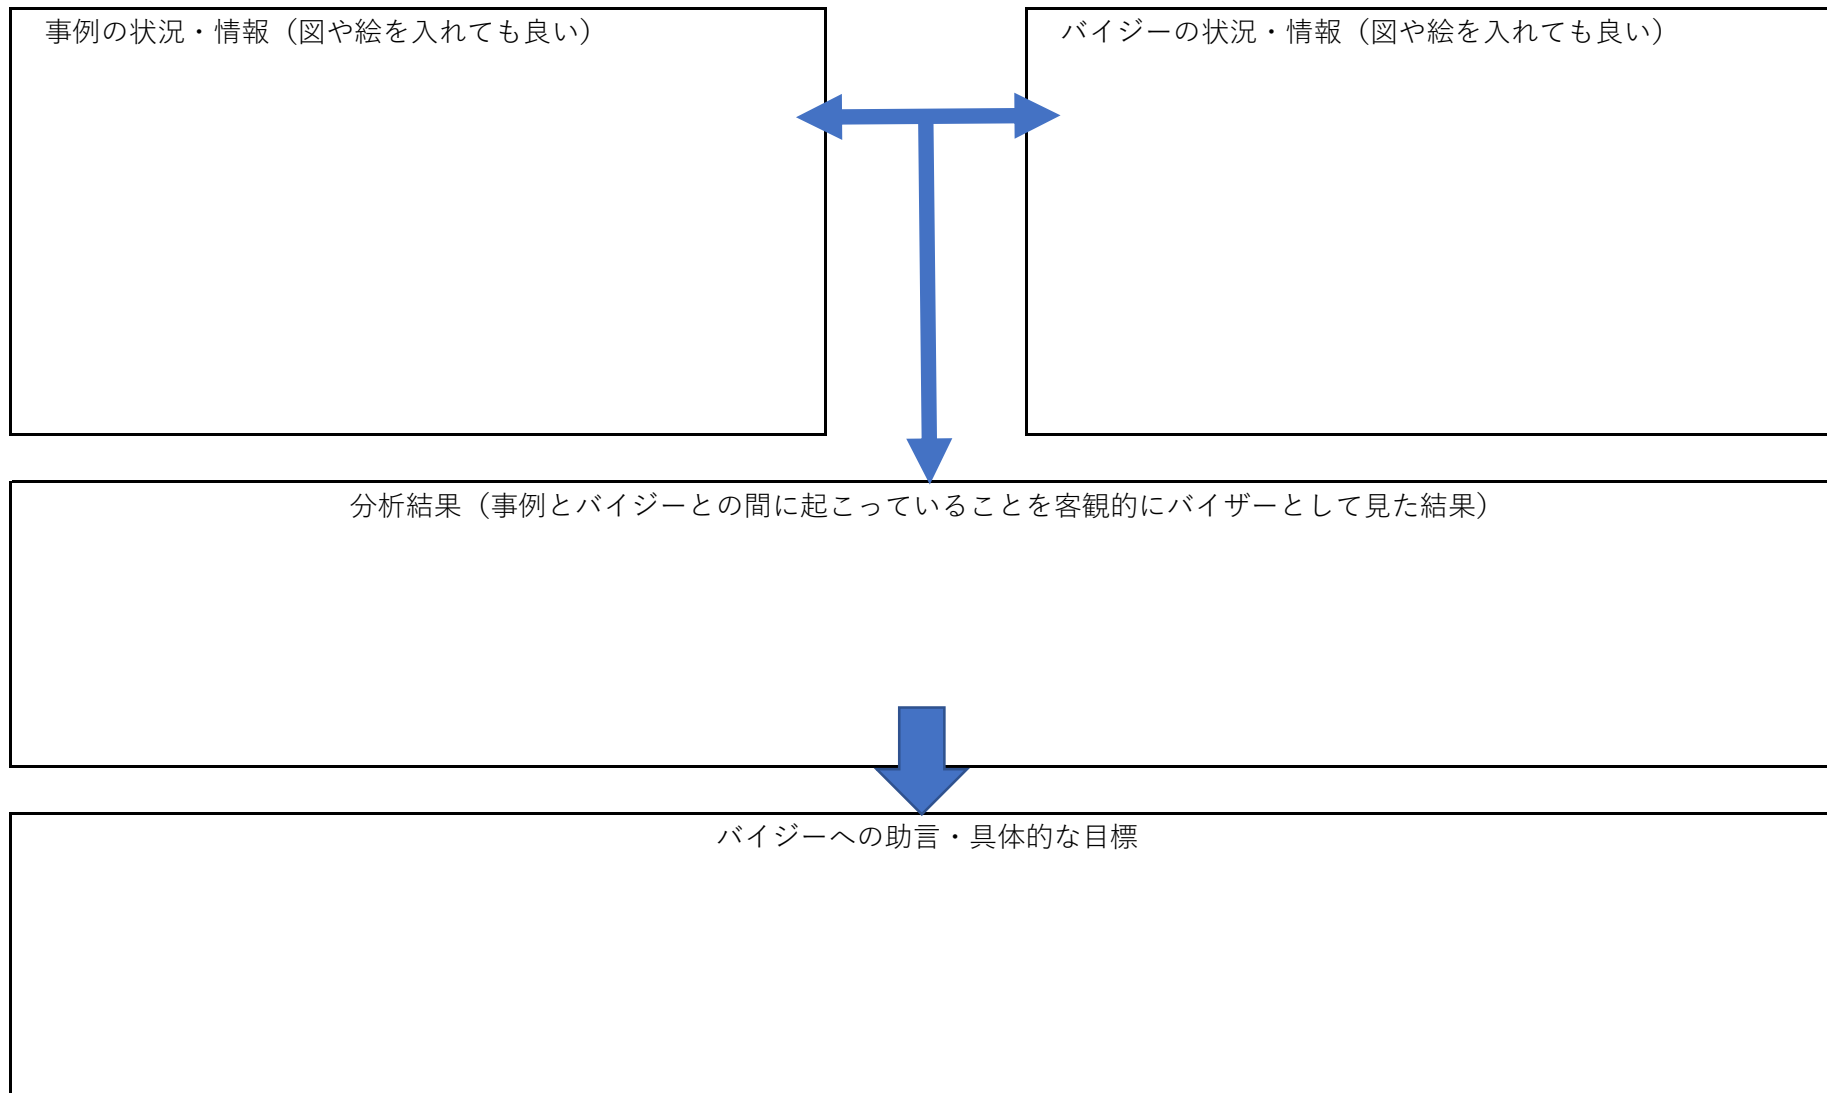 事例の状況・情報（図や絵を入れても良い）
バイジーの状況・情報（図や絵を入れても良い）
分析結果（事例とバイジーとの間に起こっていることを客観的にバイザーとして見た結果）
バイジーへの助言・具体的な目標